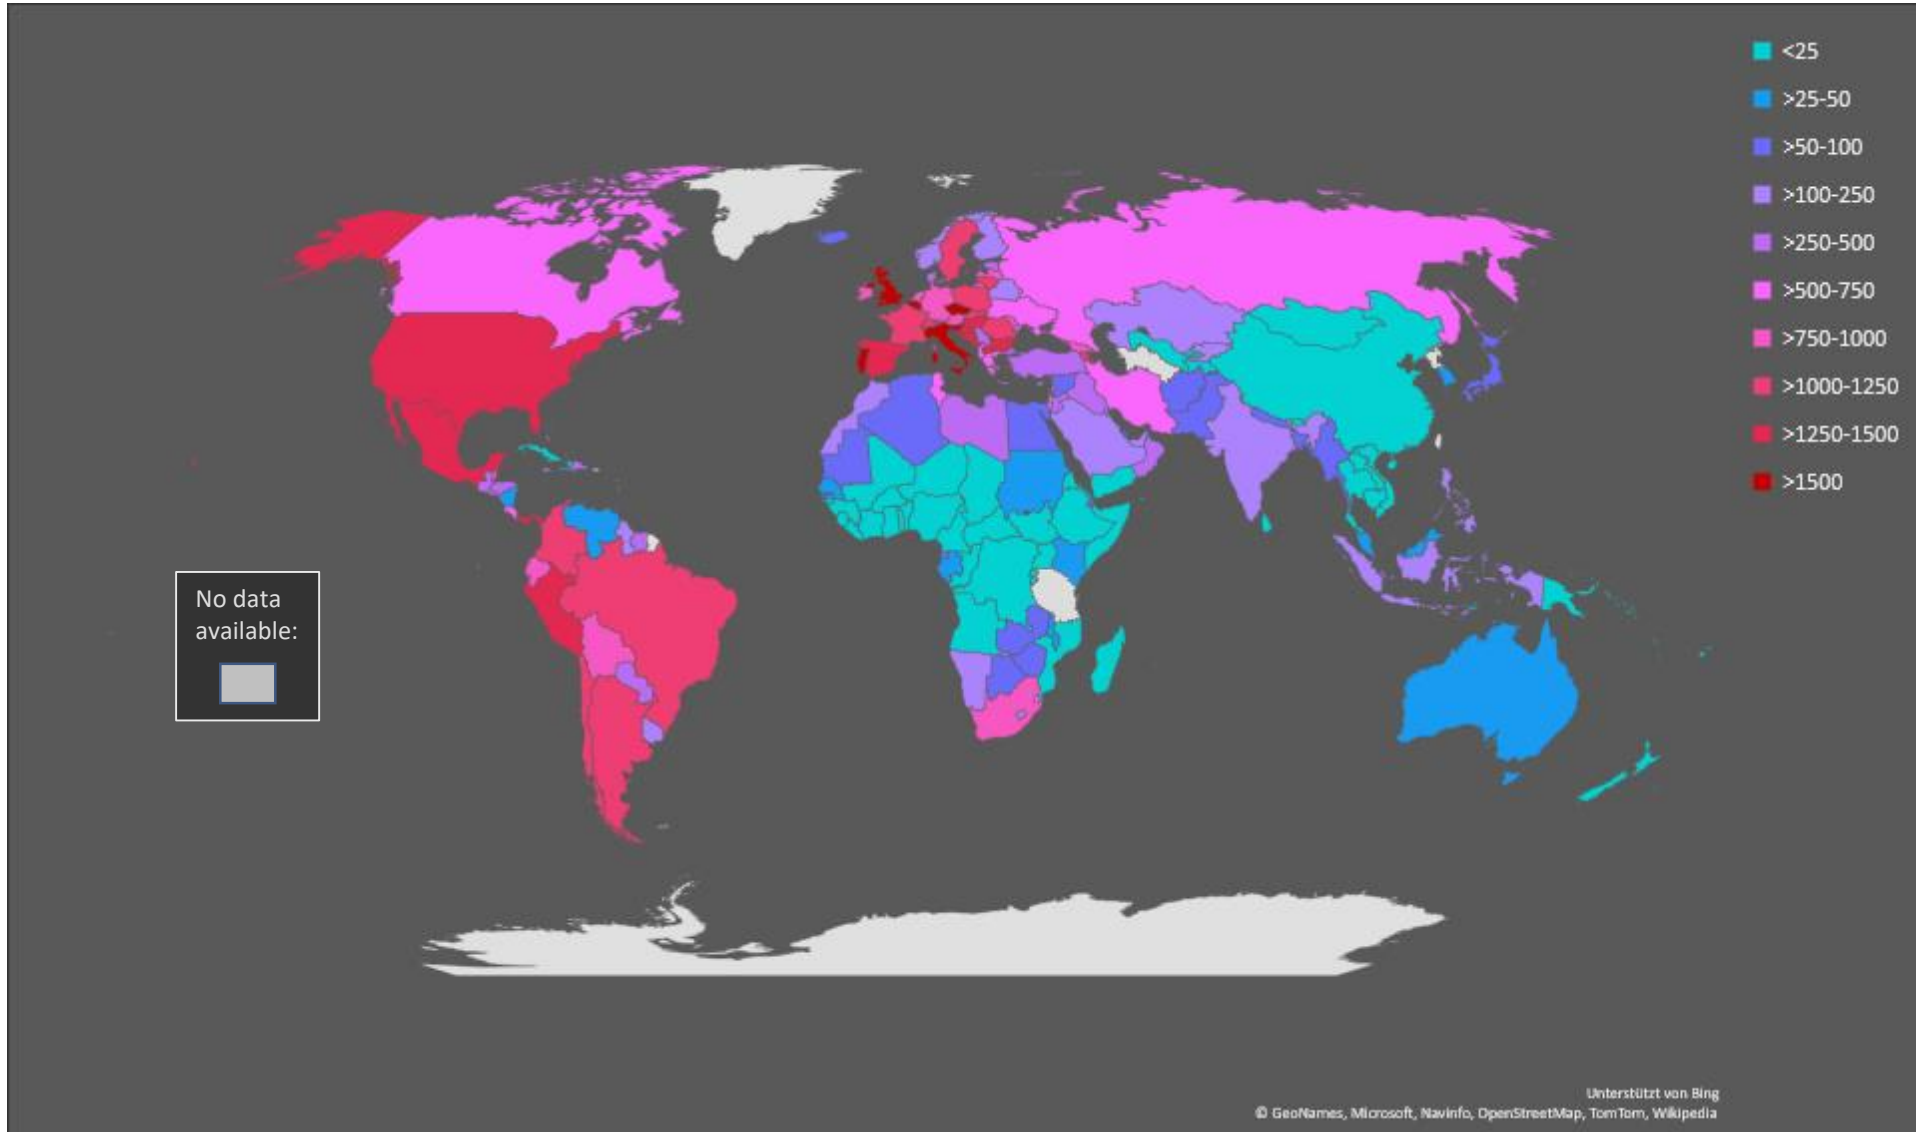 <25
>25-50
>50-100
>100-250
>250-500
>500-750
>750-1000
>1000-1250
>1250-1500
>1500
No data
available:
Unterstützt von Bing
© GeoNames, Microsoft, Navinfo, OpenStreetMap, TomTom, Wikipedia